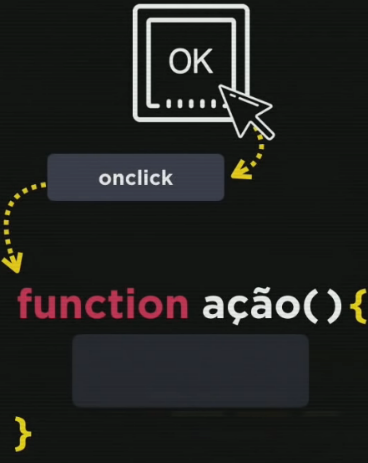 OK
onclick
function ação(){
}